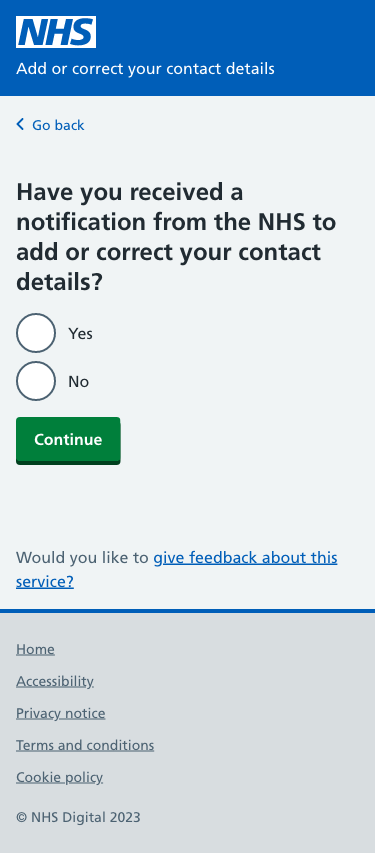 NHS
Add or correct your contact details
Go back
Have you received a
notification from the NHS to
add or correct your contact
details?
Yes
No
Continue
Would you like to give feedback about this
service?
Home
Accessibility
Privacy notice
Terms and conditions
Cookie policy
© NHS Digital 2023